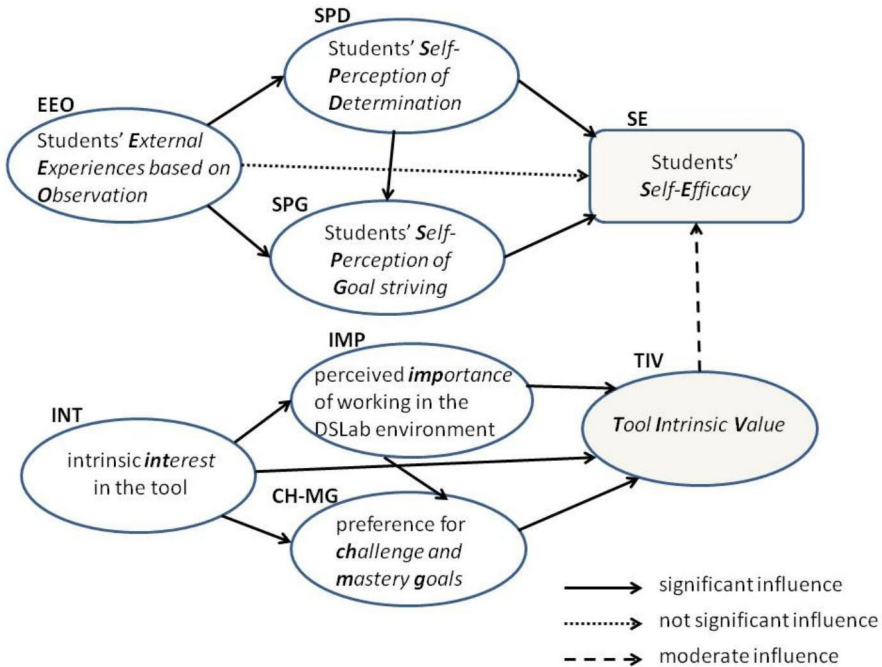 SPD
Students' Self-
Perception of
Determination
EEO
Students' External
Experiences based on
Observation
SE
Students'
Self-Efficacy
SPG
Students' Self-
Perception of
Goal striving
IMP
perceived importance
of working in the
DSLab environment
TIV
Tool Intrinsic Value
INT
intrinsic interest
in the tool
CH-MG
preference for
challenge and
mastery goals
significant influence
not significant influence
moderate influence